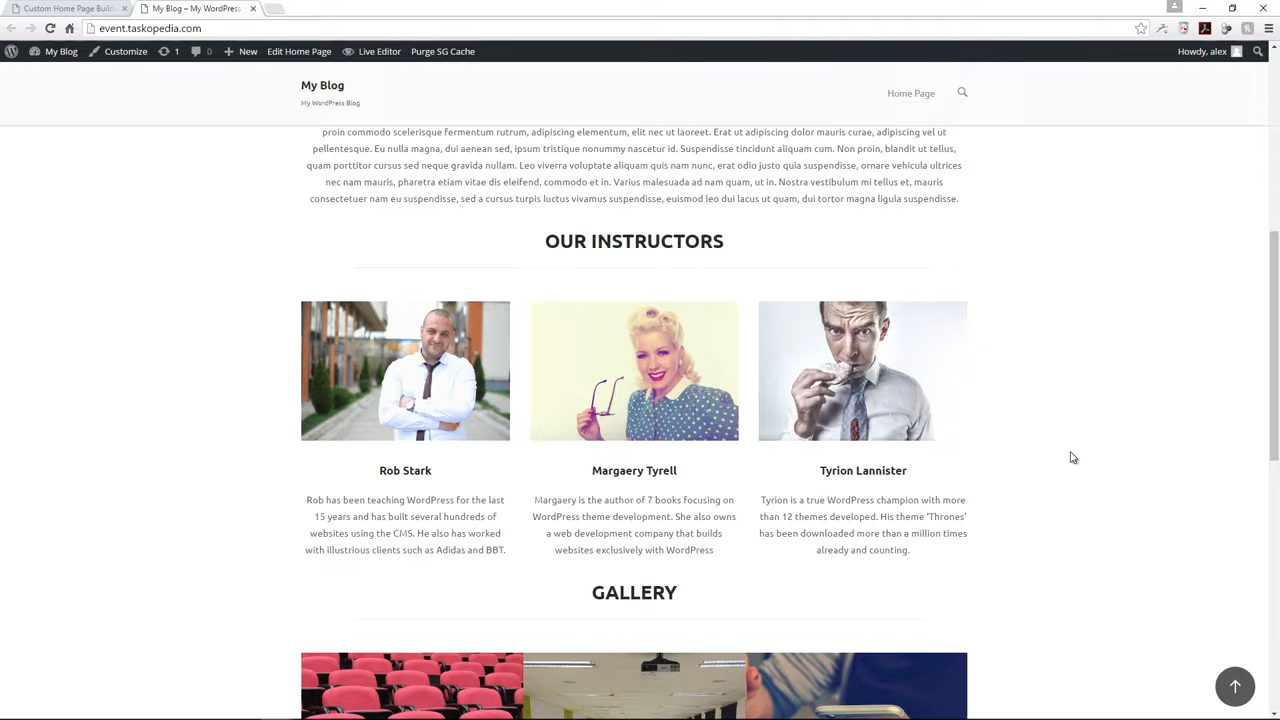 Custom Home Page Build
My Blog – My WordPress
event.taskopedia.com
My Blog Customize 1 0 New Edit Home Page Live Editor Purge SG Cache Howdy, alex
My Blog
My WordPress Blog
Home Page
proin commodo scelerisque fermentum rutrum, adipiscing elementum, elit nec ut laoreet. Erat ut adipiscing dolor mauris curae, adipiscing vel ut
pellentesque. Eu nulla magna, dui aenean sed, ipsum tristique nonummy nascetur id. Suspendisse tincidunt aliquam cum. Non proin, blandit ut tellus,
quam porttitor cursus sed neque gravida nullam. Leo viverra voluptate aliquam quis nam nunc, erat odio justo quia suspendisse, ornare vehicula ultrices
nec nam mauris, pharetra etiam vitae dis eleifend, commodo et in. Varius malesuada ad nam quam, ut in. Nostra vestibulum mi tellus et, mauris
consectetuer nam eu suspendisse, sed a cursus turpis luctus vivamus suspendisse, euismod leo dui lacus ut quam, dui tortor magna ligula suspendisse.
OUR INSTRUCTORS
Rob Stark
Rob has been teaching WordPress for the last
15 years and has built several hundreds of
websites using the CMS. He also has worked
with illustrious clients such as Adidas and BBT.
Margaery Tyrell
Margaery is the author of 7 books focusing on
WordPress theme development. She also owns
a web development company that builds
websites exclusively with WordPress
Tyrion Lannister
Tyrion is a true WordPress champion with more
than 12 themes developed. His theme 'Thrones'
has been downloaded more than a million times
already and counting.
GALLERY